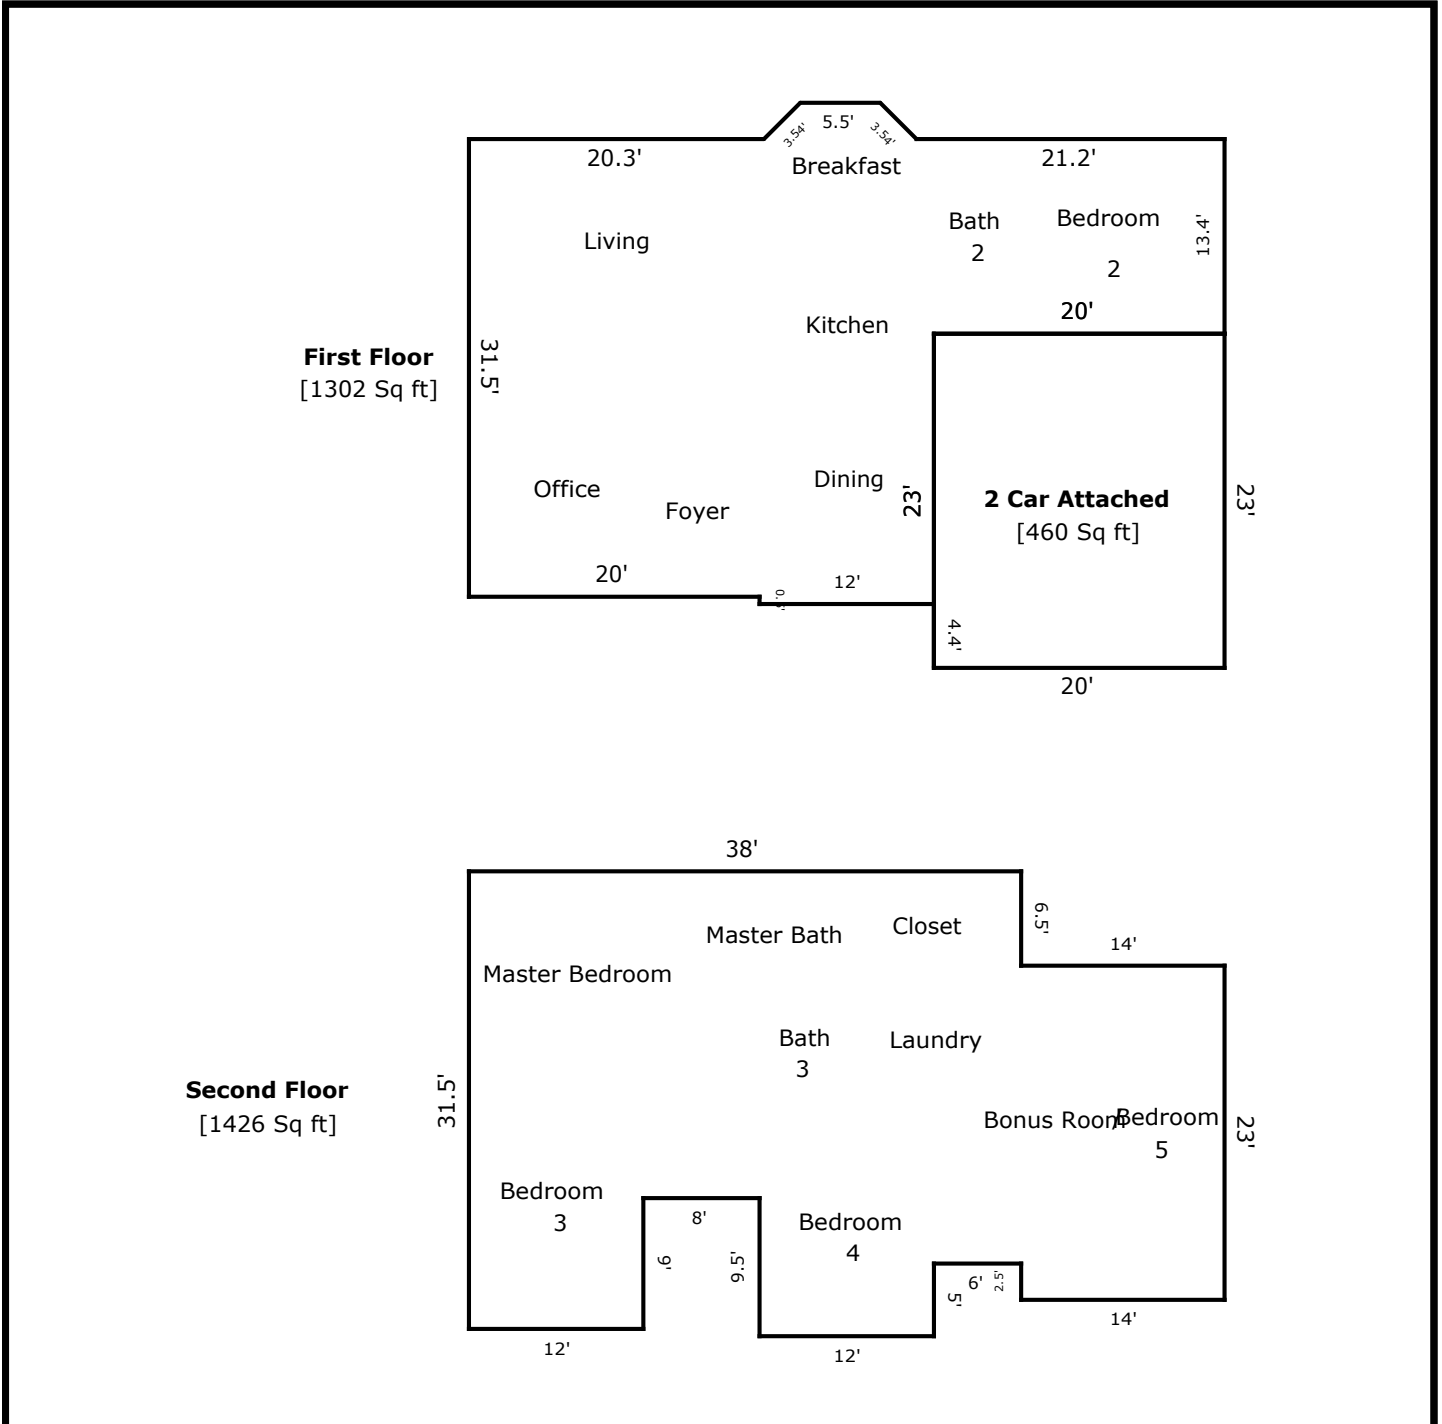 5.5'
3.54'
3.54'
20.3'
21.2'
Breakfast
Living
Bath
2
Bedroom
2
13.4'
20'
Kitchen
First Floor
[1302 Sq ft]
31.5'
Office
Foyer
Dining
23'
2 Car Attached
[460 Sq ft]
23'
20'
12'
0.5'
4.4'
20'
38'
6.5'
14'
Master Bath
Closet
Master Bedroom
Bath
3
Laundry
Second Floor
[1426 Sq ft]
31.5'
Bonus Room/Bedroom
5
23'
Bedroom
3
8'
9'
9.5'
Bedroom
4
6'
2.5'
5'
14'
12'
12'